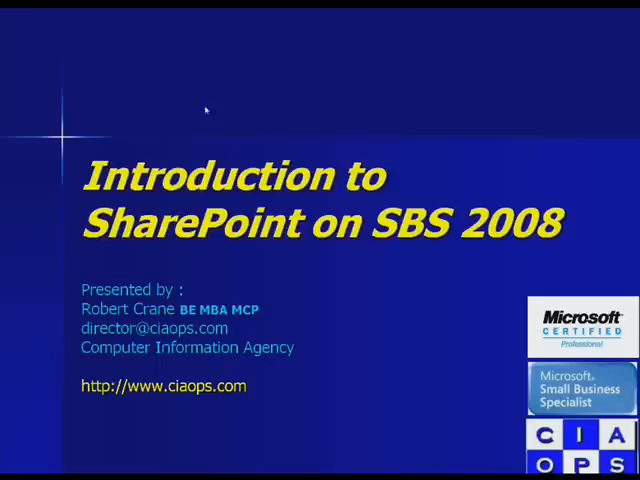 Introduction to
SharePoint on SBS 2008
Presented by :
Robert Crane BE MBA MCP
director@ciaops.com
Computer Information Agency
http://www.ciaops.com
Microsoft
CERTIFIED
Professional
Microsoft
Small Business
Specialist
C I A
O P S